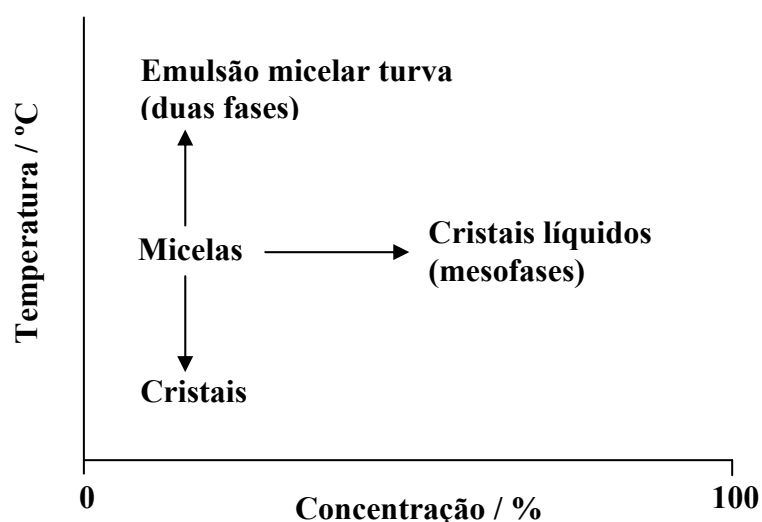 Emulsão micelar turva
(duas fases)
Temperatura / ºC
Micelas
Cristais líquidos
(mesofases)
Cristais
0
Concentração / %
100